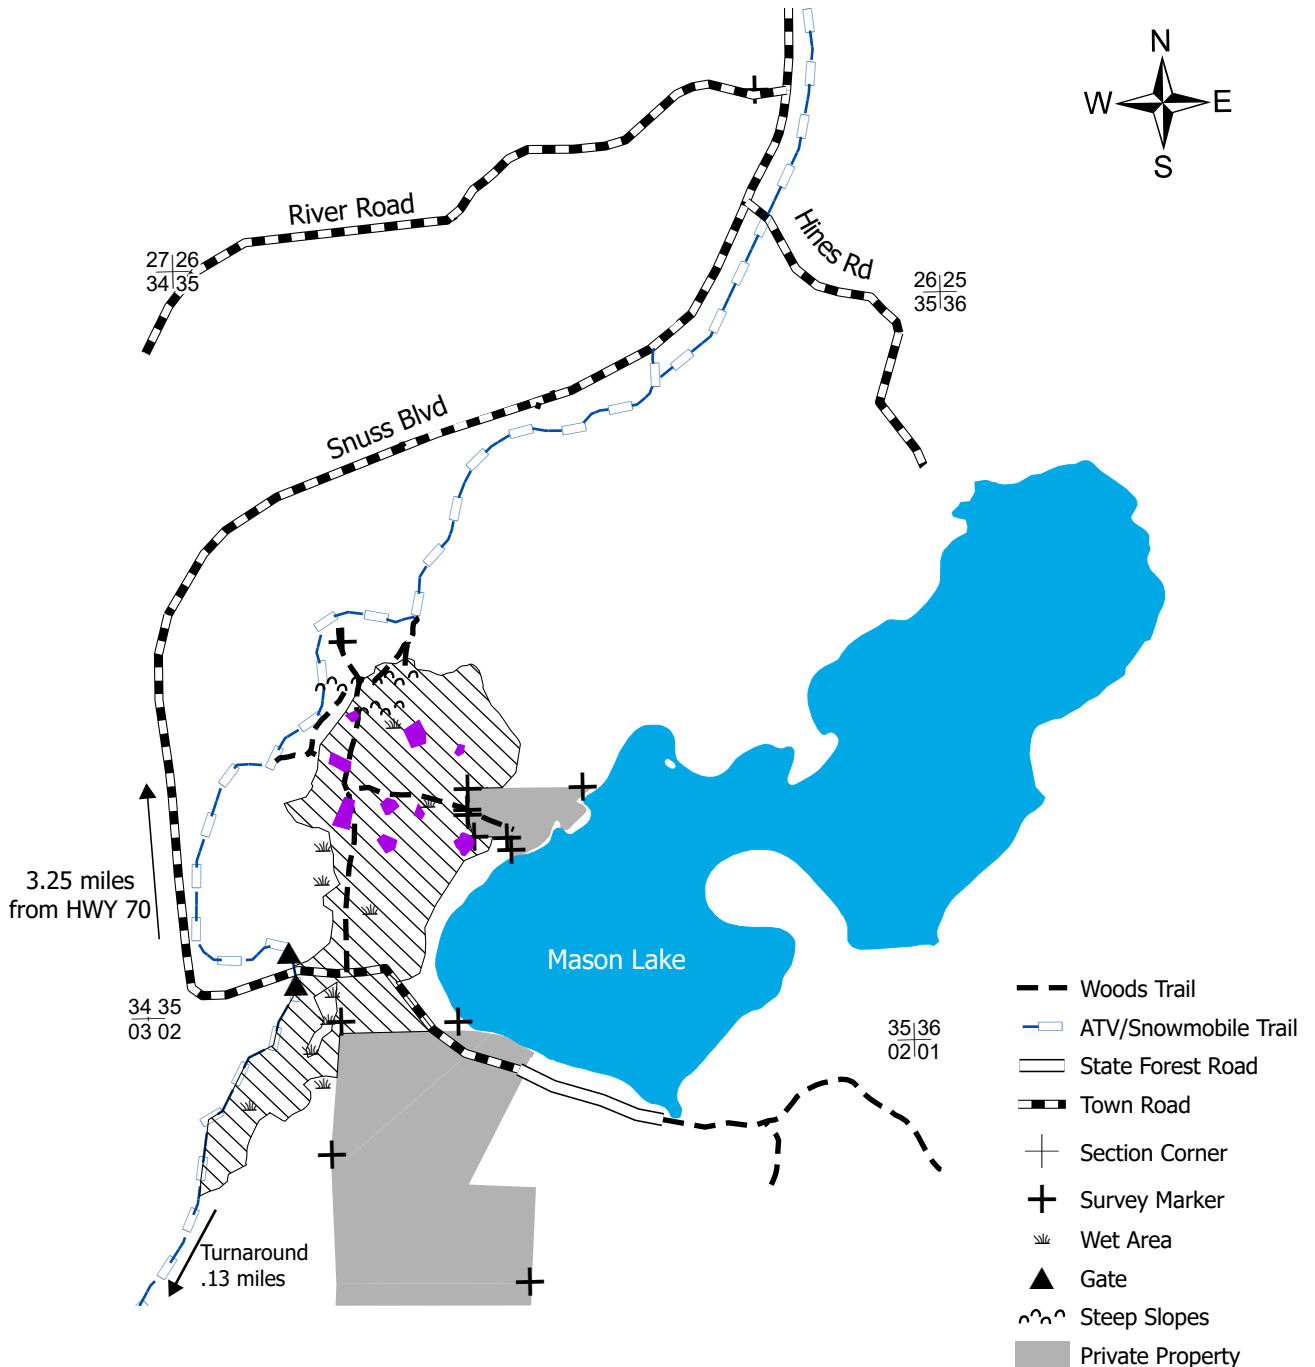 N
W E
S
River Road
Hines Rd
27 26
34 35
26 25
35 36
Snuss Blvd
3.25 miles
from HWY 70
Mason Lake
34 35
03 02
35 36
02 01
Turnaround
.13 miles
Woods Trail
ATV/Snowmobile Trail
State Forest Road
Town Road
Section Corner
Survey Marker
Wet Area
Gate
Steep Slopes
Private Property